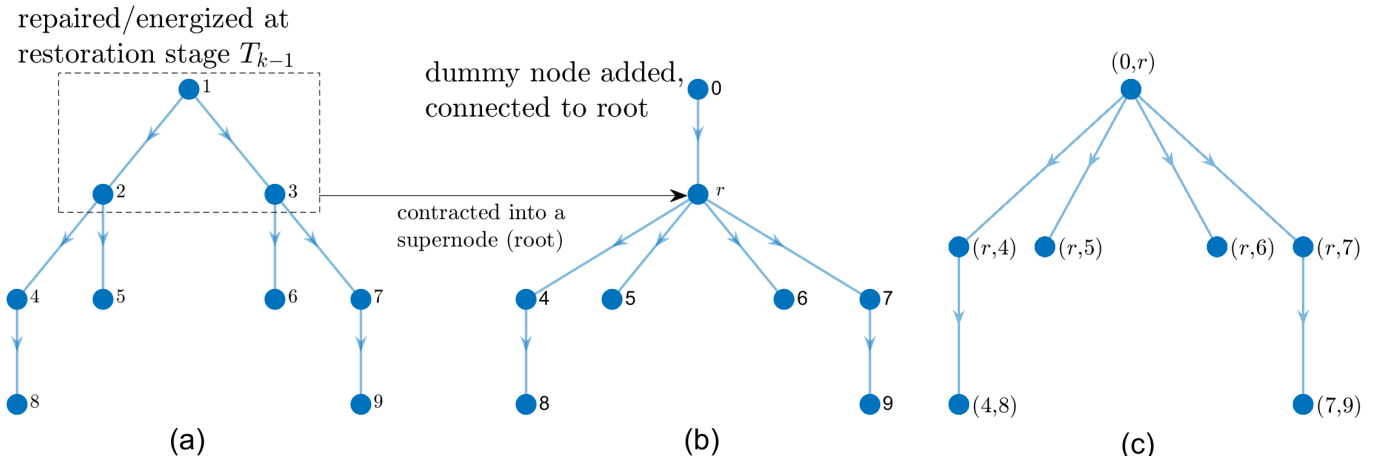 repaired/energized at
restoration stage T_{k−1}
1
2
3
4
5
6
7
8
9
(a)
dummy node added,
connected to root
0
r
contracted into a
supernode (root)
4
5
6
7
8
9
(b)
(0,r)
(r,4)
(r,5)
(r,6)
(r,7)
(4,8)
(7,9)
(c)